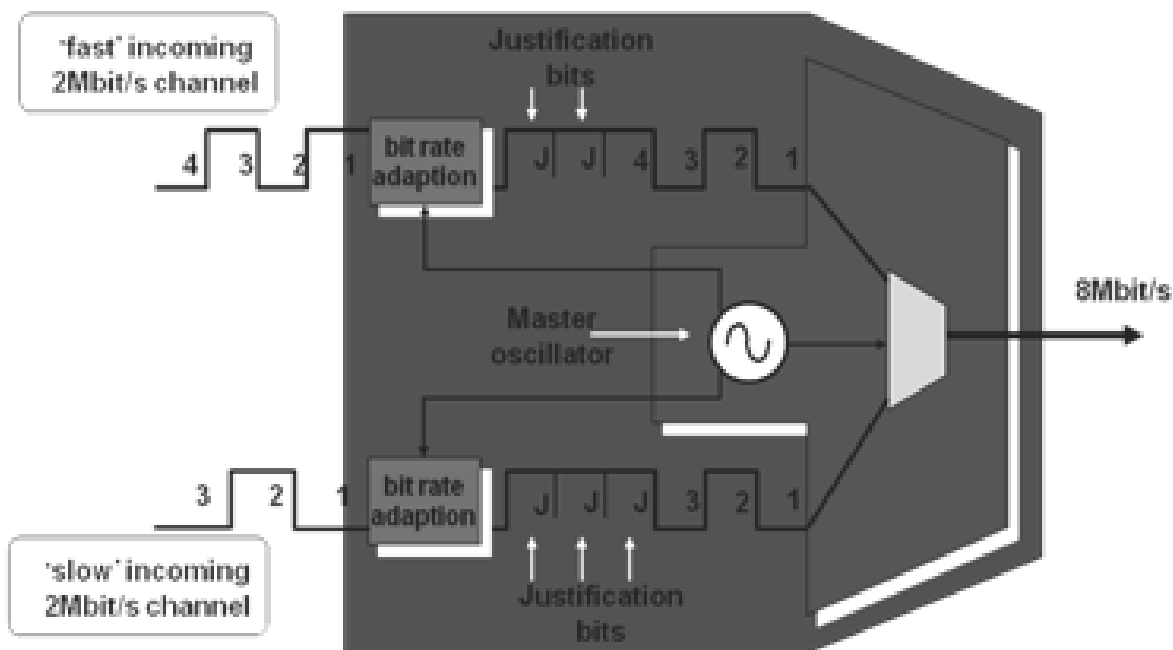 'fast' incoming
2Mbit/s channel
Justification
bits
4 3 2 1
bit rate
adaption
J J 4 3 2 1
8Mbit/s
Master
oscillator
3 2 1
bit rate
adaption
J J J 3 2 1
'slow' incoming
2Mbit/s channel
Justification
bits